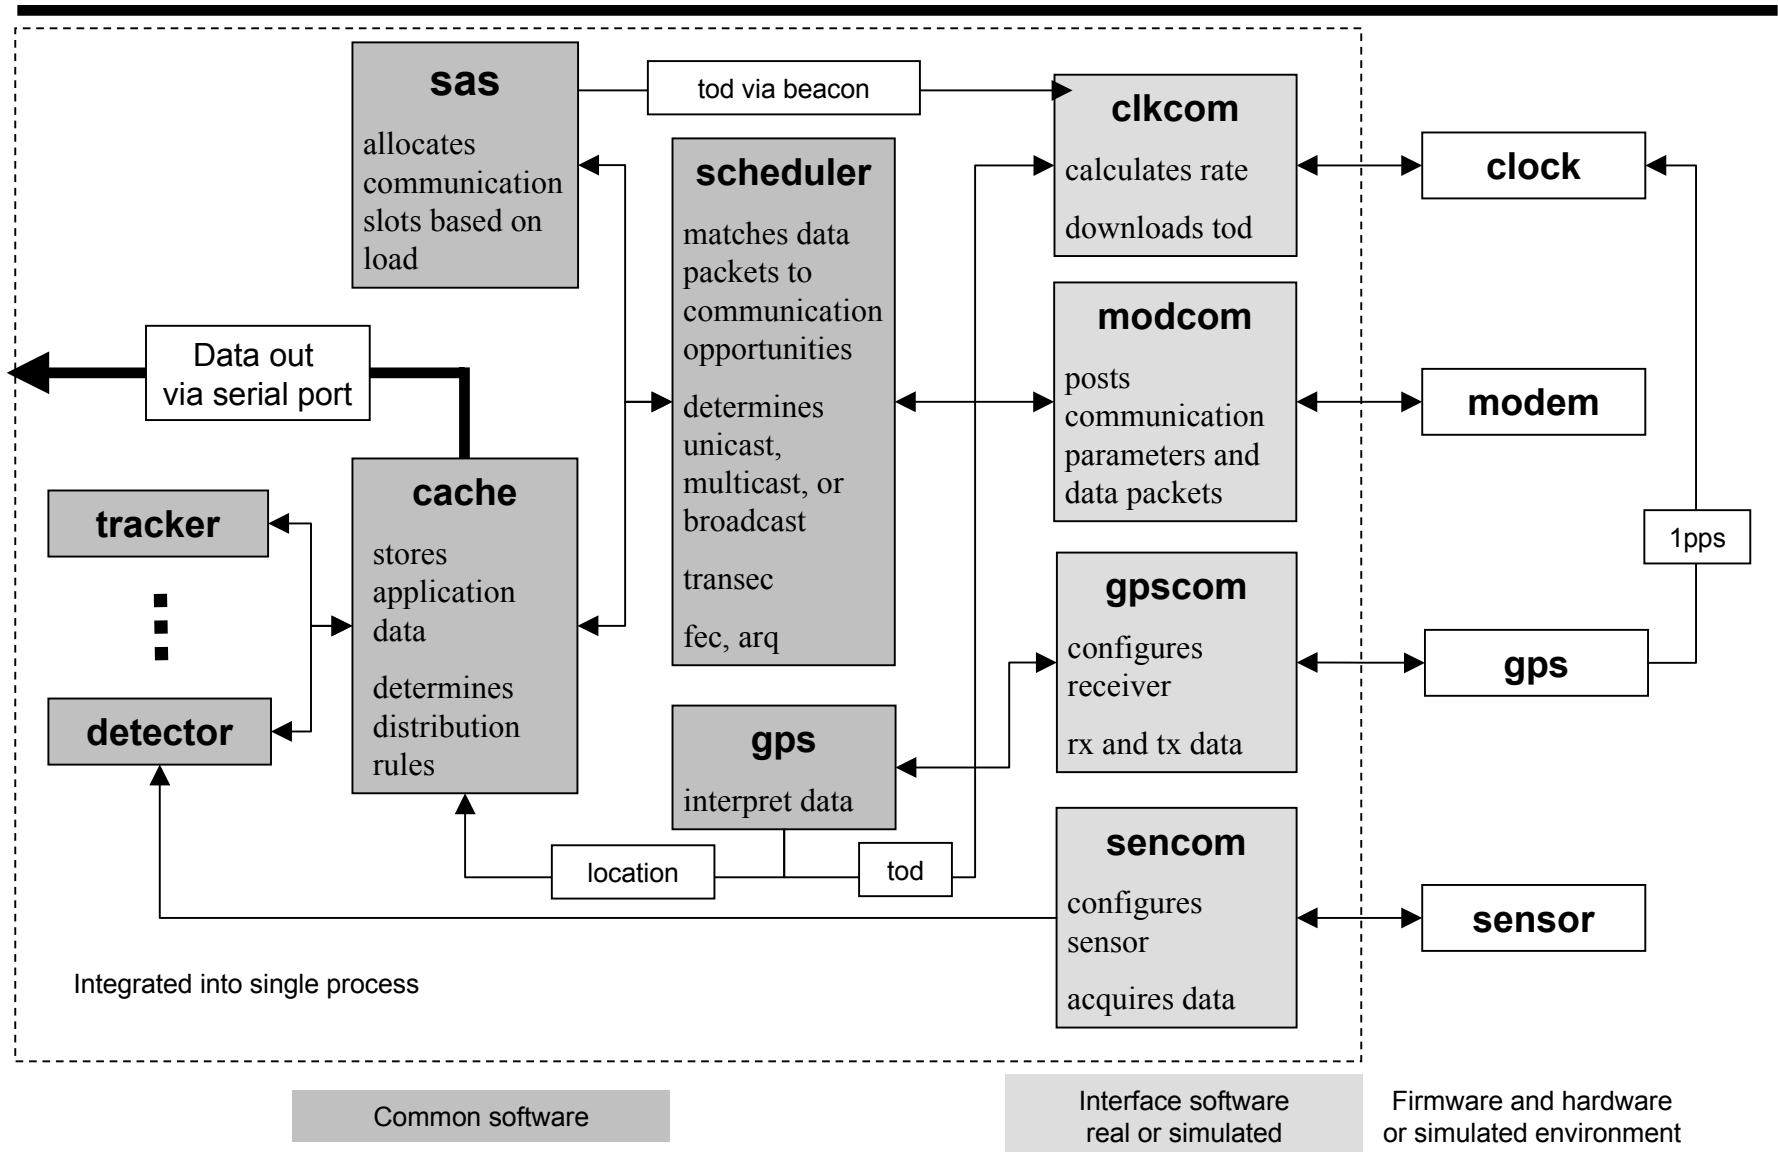 sas
allocates
communication
slots based on
load
tod via beacon
scheduler
matches data
packets to
communication
opportunities
determines
unicast,
multicast, or
broadcast
transec
fec, arq
clkcom
calculates rate
downloads tod
clock
modcom
posts
communication
parameters and
data packets
modem
Data out
via serial port
cache
stores
application
data
determines
distribution
rules
tracker
detector
1pps
gpscom
configures
receiver
rx and tx data
gps
gps
interpret data
location
tod
sencom
configures
sensor
acquires data
sensor
Integrated into single process
Common software
Interface software
real or simulated
Firmware and hardware
or simulated environment